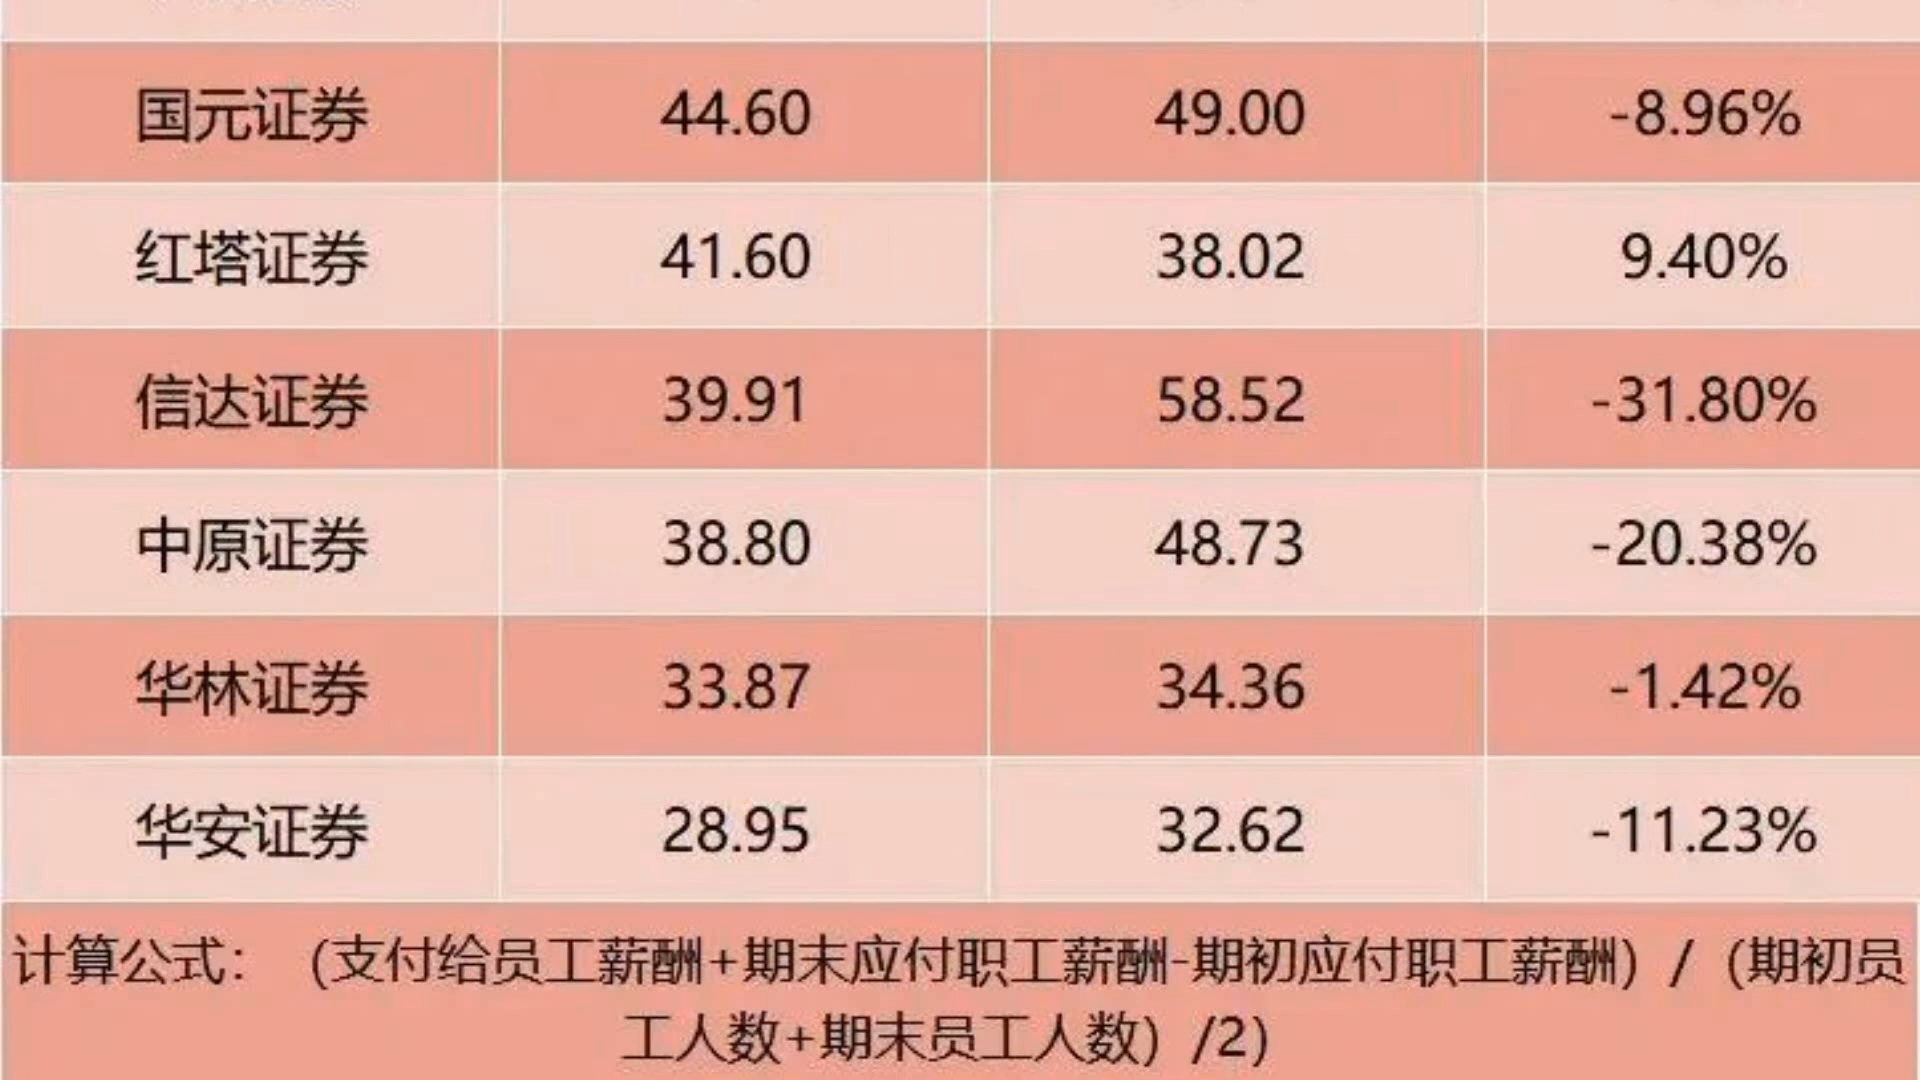 国元证券 44.60 49.00 -8.96%
红塔证券 41.60 38.02 9.40%
信达证券 39.91 58.52 -31.80%
中原证券 38.80 48.73 -20.38%
华林证券 33.87 34.36 -1.42%
华安证券 28.95 32.62 -11.23%
计算公式：（支付给员工薪酬+期末应付职工薪酬-期初应付职工薪酬）/（期初员
工人数+期末员工人数）/2）